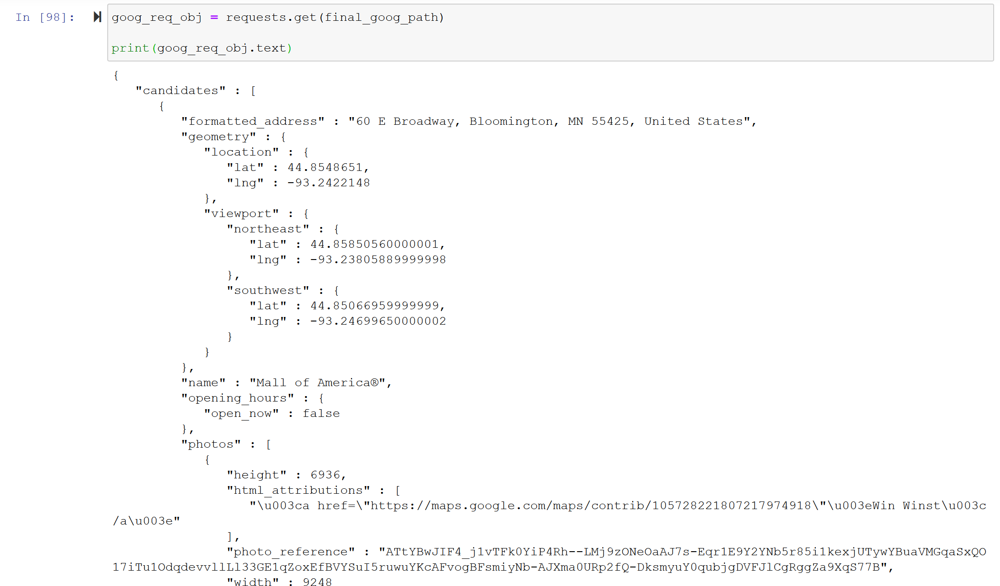 In [98]: goog_req_obj = requests.get(final_goog_path)
print(goog_req_obj.text)
{
   "candidates" : [
      {
         "formatted_address" : "60 E Broadway, Bloomington, MN 55425, United States",
         "geometry" : {
            "location" : {
               "lat" : 44.8548651,
               "lng" : -93.2422148
            },
            "viewport" : {
               "northeast" : {
                  "lat" : 44.85850560000001,
                  "lng" : -93.23805889999998
               },
               "southwest" : {
                  "lat" : 44.85066959999999,
                  "lng" : -93.24699650000002
               }
            }
         },
         "name" : "Mall of America®",
         "opening_hours" : {
            "open_now" : false
         },
         "photos" : [
            {
               "height" : 6936,
               "html_attributions" : [
                  "\u003ca href=\"https://maps.google.com/maps/contrib/105728221807217974918\"\u003eWin Winst\u003c
/a\u003e"
               ],
               "photo_reference" : "ATtYBwJIF4_j1vTFk0YiP4Rh--LMj9zONeOaAJ7s-Eqr1E9Y2YNb5r85i1kexjUTywYBuaVMGqaSxQO
17iTu1OdqdevvllLl33GE1qZoxEfBVYSuI5ruwuYKcAFvogBFsmiyNb-AJXma0URp2fQ-DksmyuY0qubjgDVFJlCgRggZa9XqS77B",
               "width" : 9248